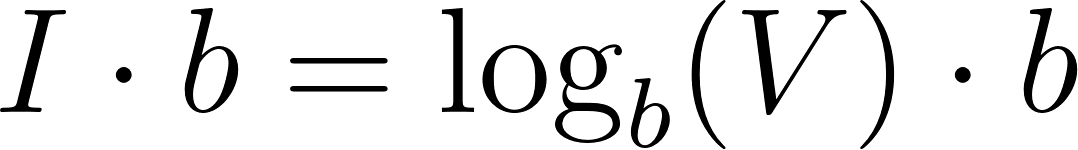 I · b = log_b(V) · b